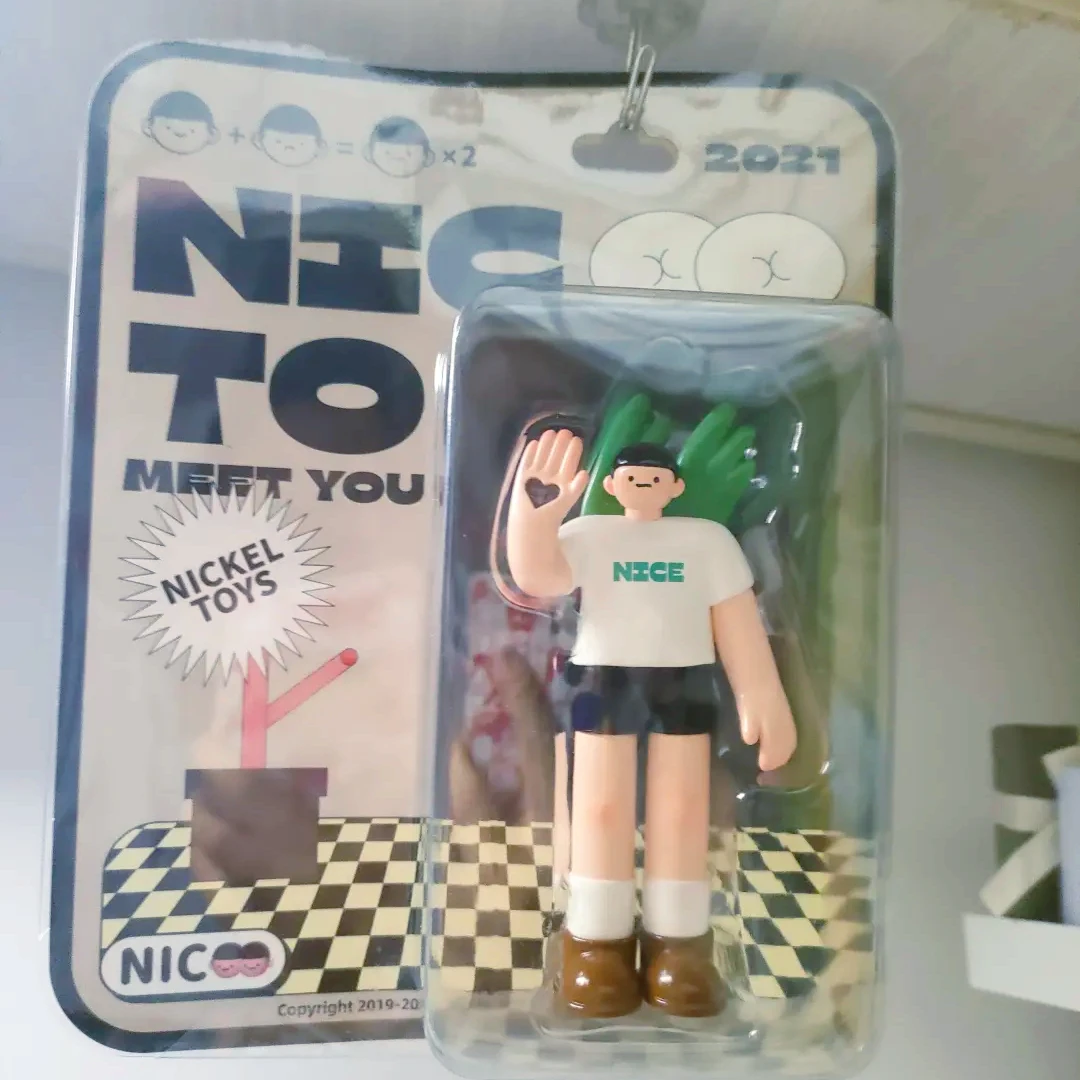 + = ×2
2021
NIC
TO
MEET YOU
NICKEL
TOYS
NICE
NIC
Copyright 2019-20